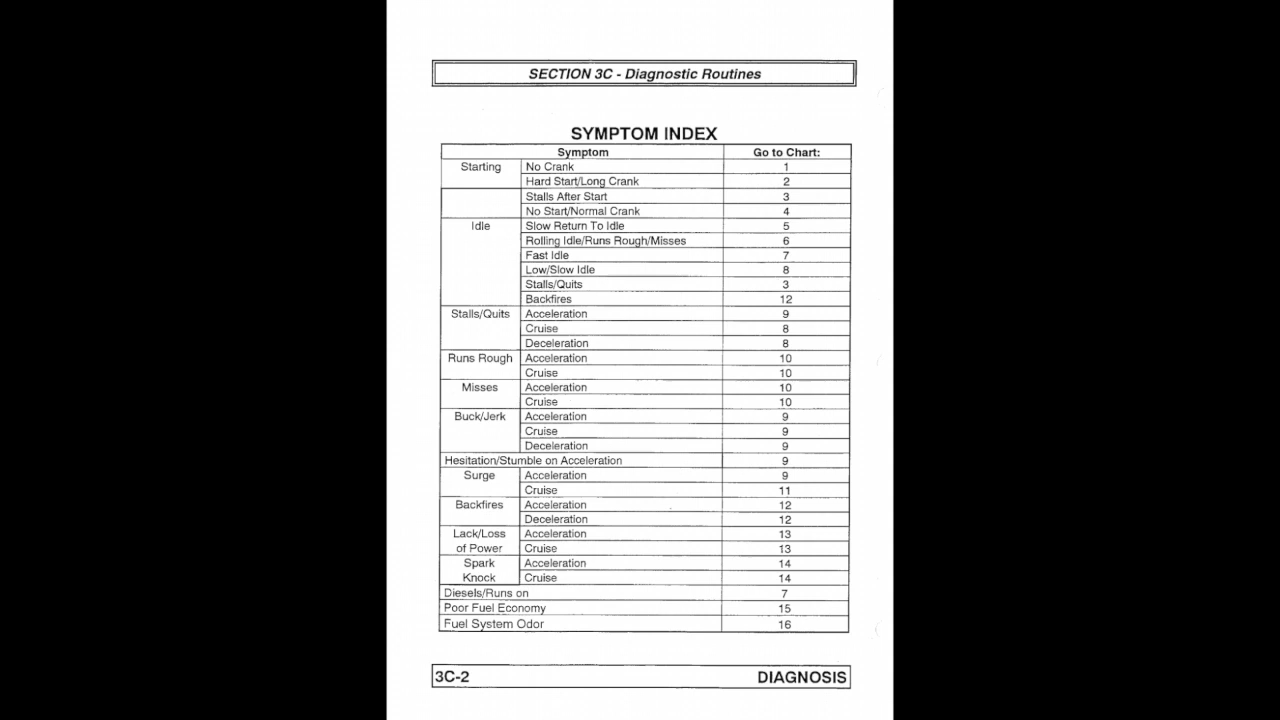 SECTION 3C - Diagnostic Routines
SYMPTOM INDEX
Symptom Go to Chart:
Starting No Crank 1
Hard Start/Long Crank 2
Stalls After Start 3
No Start/Normal Crank 4
Idle Slow Return To Idle 5
Rolling Idle/Runs Rough/Misses 6
Fast Idle 7
Low/Slow Idle 8
Stalls/Quits 3
Backfires 12
Stalls/Quits Acceleration 9
Cruise 8
Deceleration 8
Runs Rough Acceleration 10
Cruise 10
Misses Acceleration 10
Cruise 10
Buck/Jerk Acceleration 9
Cruise 9
Deceleration 9
Hesitation/Stumble on Acceleration 9
Surge Acceleration 9
Cruise 11
Backfires Acceleration 12
Deceleration 12
Lack/Loss Acceleration 13
of Power Cruise 13
Spark Acceleration 14
Knock Cruise 14
Diesels/Runs on 7
Poor Fuel Economy 15
Fuel System Odor 16
3C-2 DIAGNOSIS